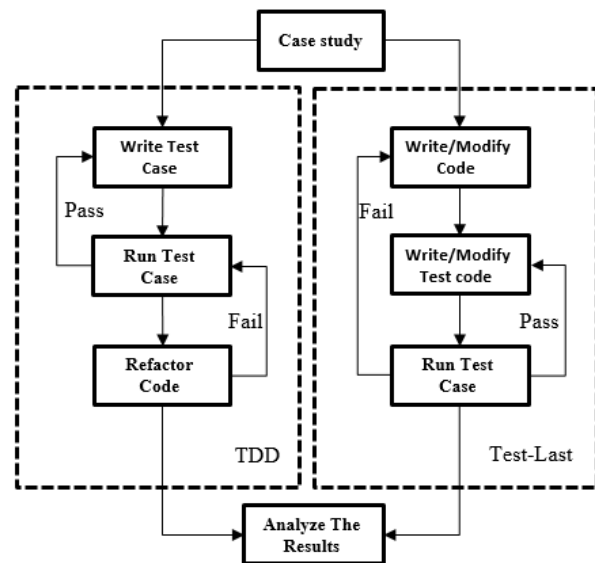 Case study
Write Test
Case
Pass
Run Test
Case
Fail
Refactor
Code
TDD
Write/Modify
Code
Fail
Write/Modify
Test code
Pass
Run Test
Case
Test-Last
Analyze The
Results